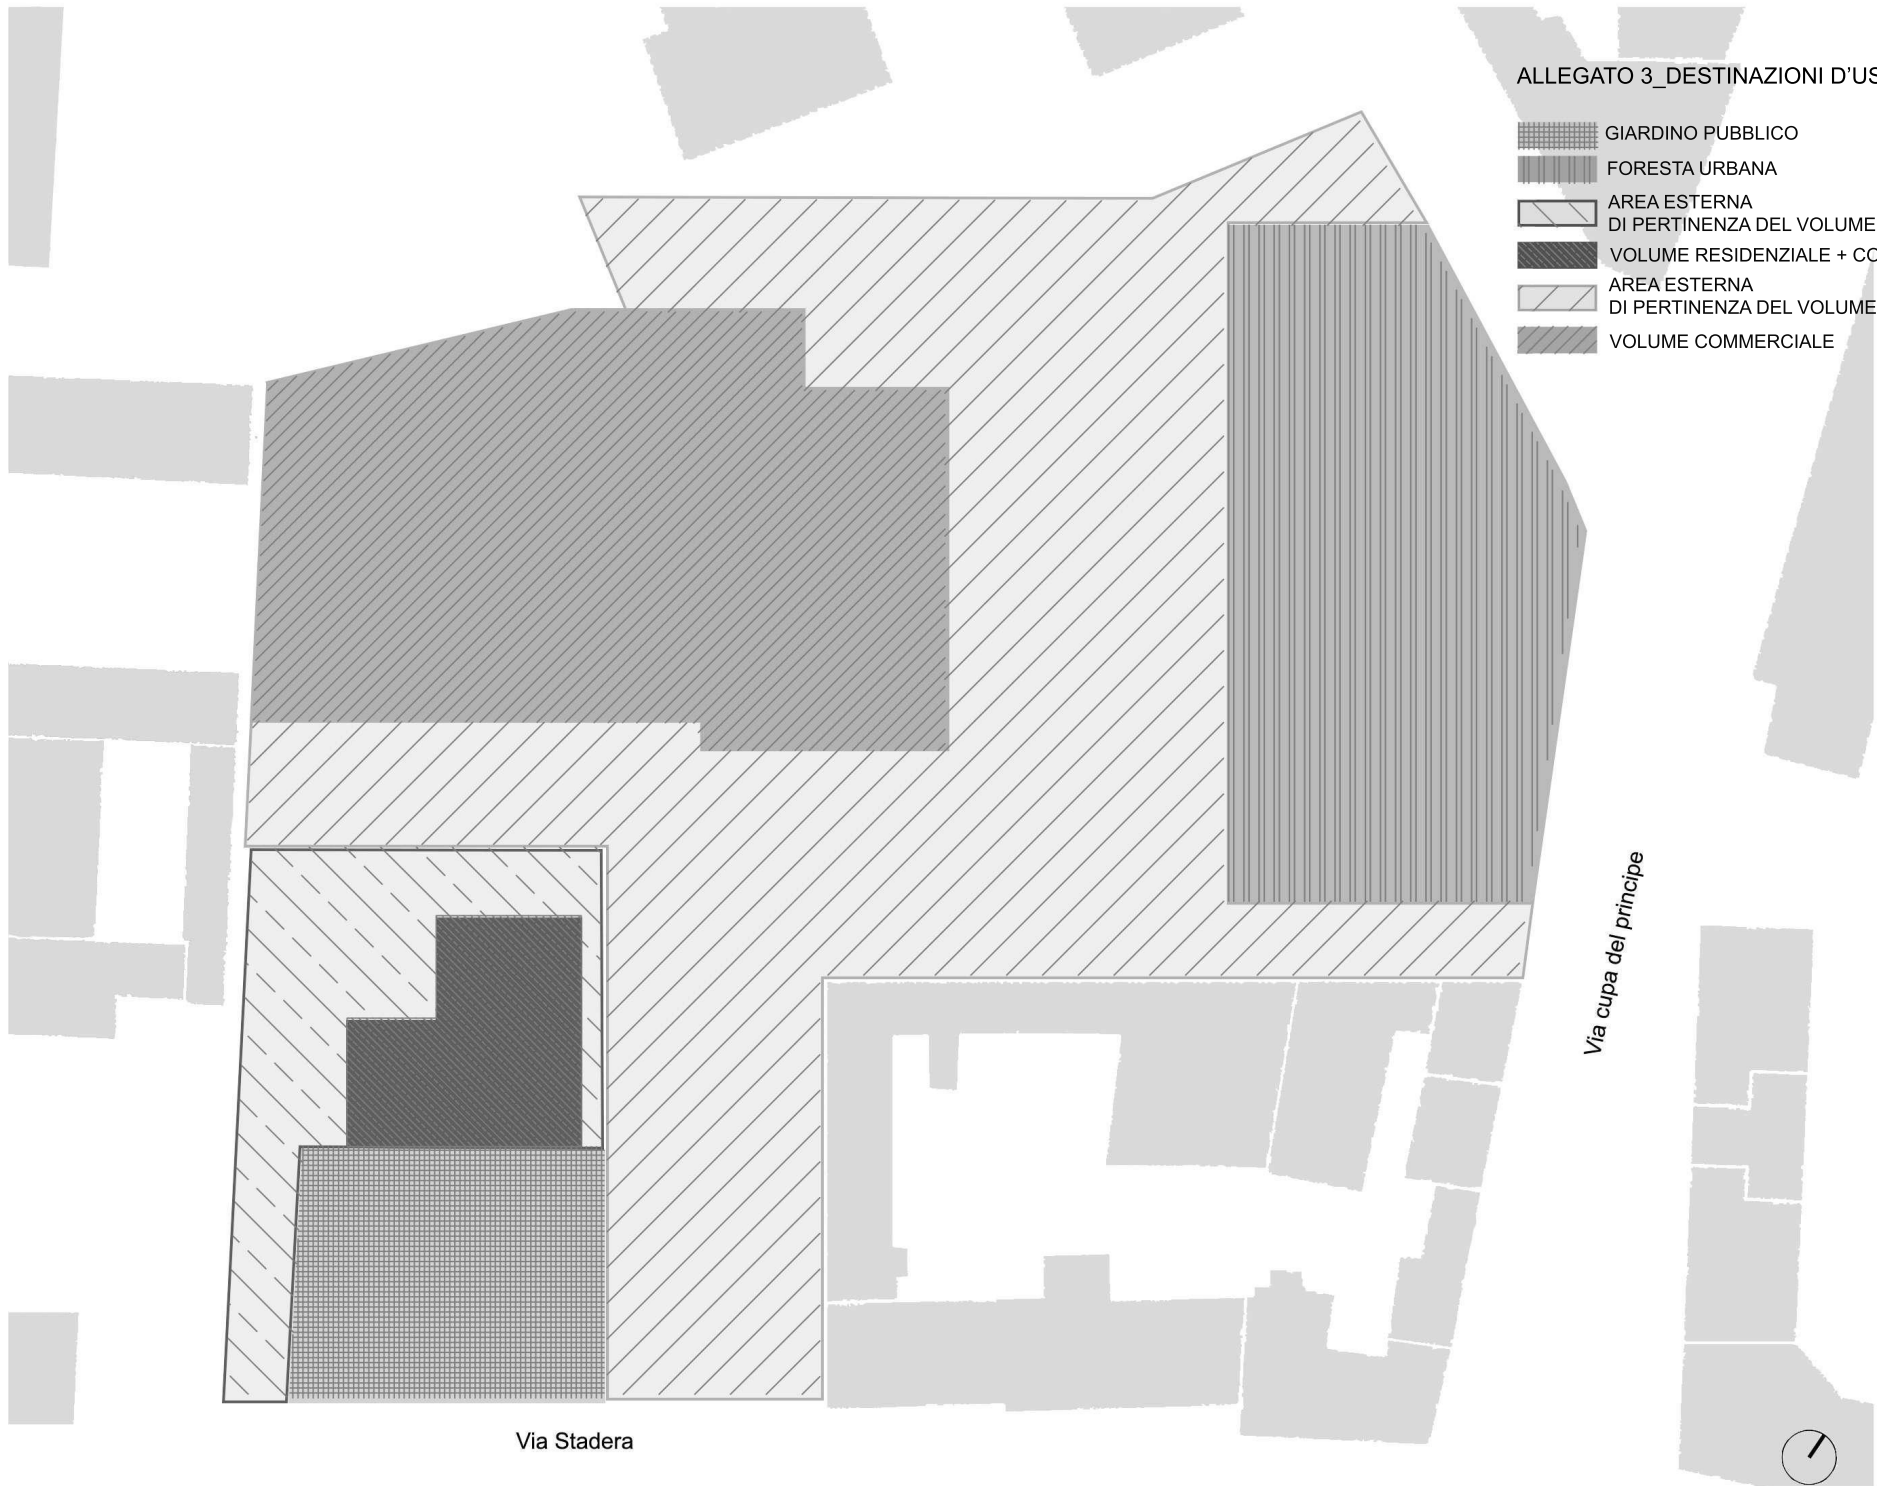 ALLEGATO 3_DESTINAZIONI D'US
GIARDINO PUBBLICO
FORESTA URBANA
AREA ESTERNA
DI PERTINENZA DEL VOLUME
VOLUME RESIDENZIALE + CO
AREA ESTERNA
DI PERTINENZA DEL VOLUME
VOLUME COMMERCIALE
Via cupa del principe
Via Stadera